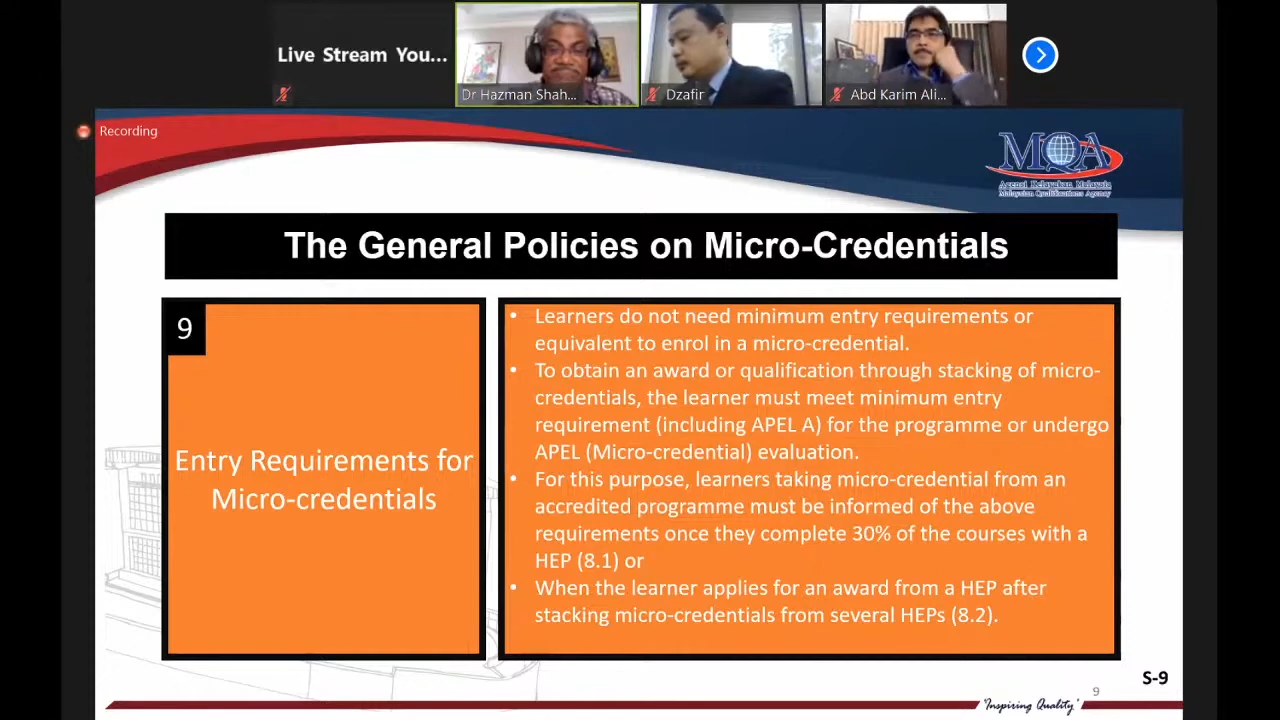 Live Stream You...
Dr Hazman Shah...
Dzafir
Abd Karim Ali...
Recording
MQA
Agensi Kelayakan Malaysia
Malaysian Qualifications Agency
The General Policies on Micro-Credentials
9
Entry Requirements for
Micro-credentials
• Learners do not need minimum entry requirements or
equivalent to enrol in a micro-credential.
• To obtain an award or qualification through stacking of micro-
credentials, the learner must meet minimum entry
requirement (including APEL A) for the programme or undergo
APEL (Micro-credential) evaluation.
• For this purpose, learners taking micro-credential from an
accredited programme must be informed of the above
requirements once they complete 30% of the courses with a
HEP (8.1) or
• When the learner applies for an award from a HEP after
stacking micro-credentials from several HEPs (8.2).
S-9
9
'Inspiring Quality'